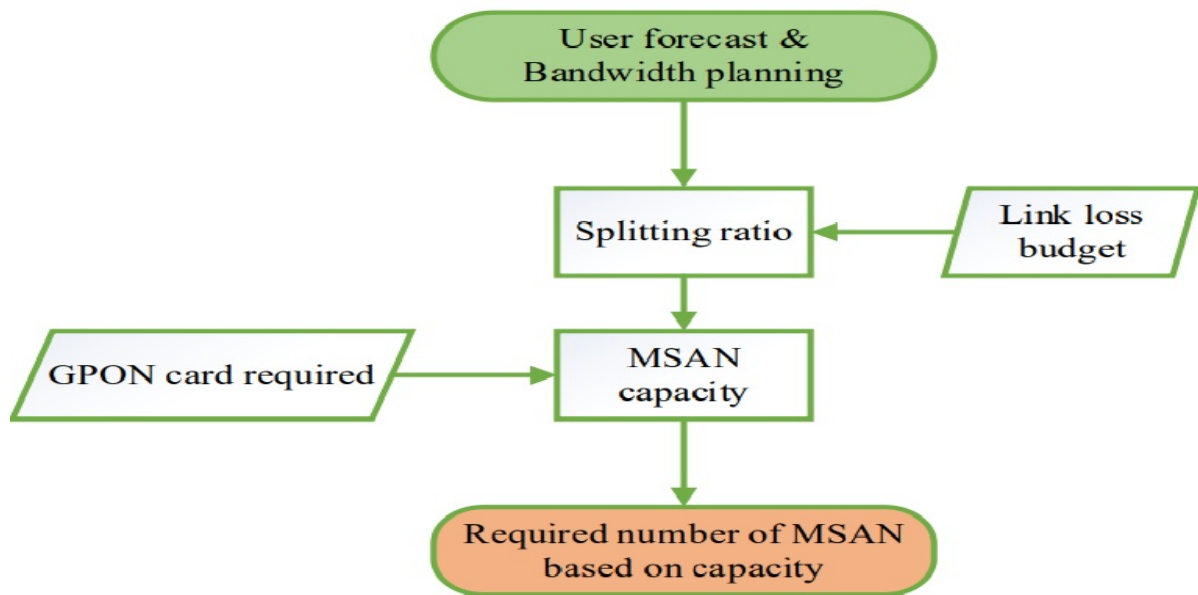 User forecast &
Bandwidth planning
Splitting ratio
Link loss
budget
GPON card required
MSAN
capacity
Required number of MSAN
based on capacity